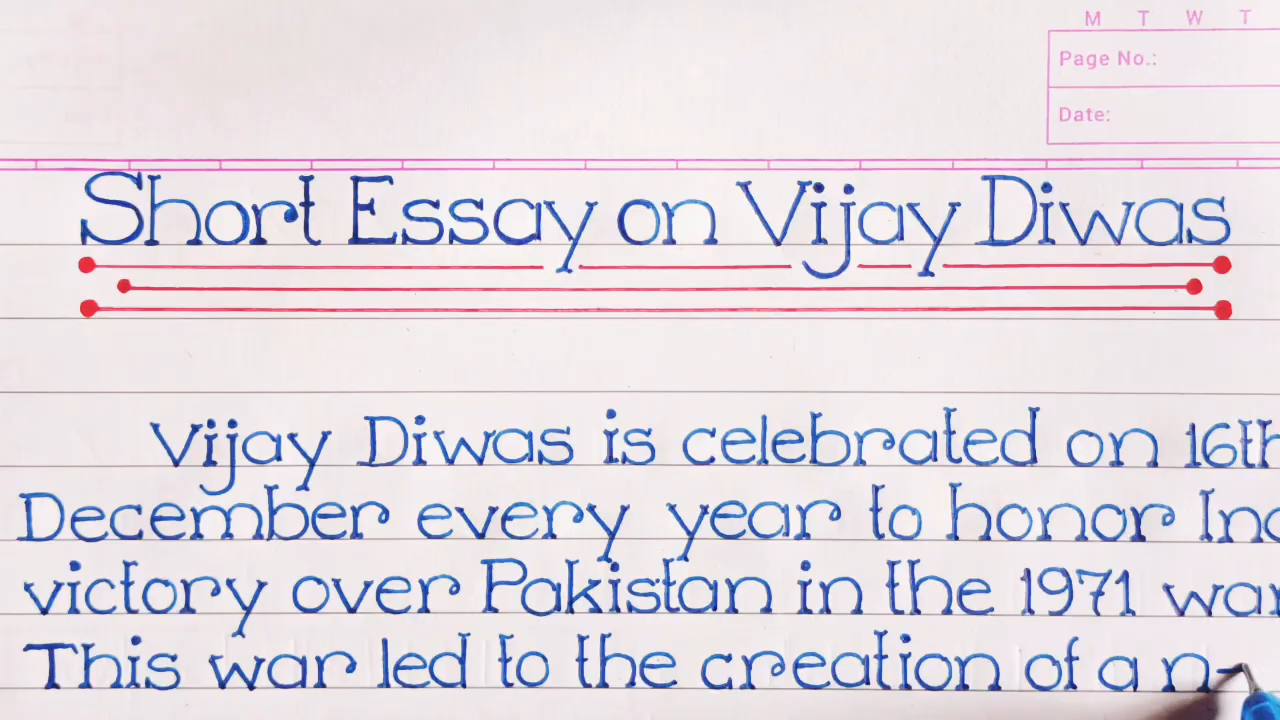 M T W T
Page No.:
Date:
Short Essay on Vijay Diwas
Vijay Diwas is celebrated on 16th
December every year to honor
victory over Pakistan in the 1971 war
This war led to the creation of a